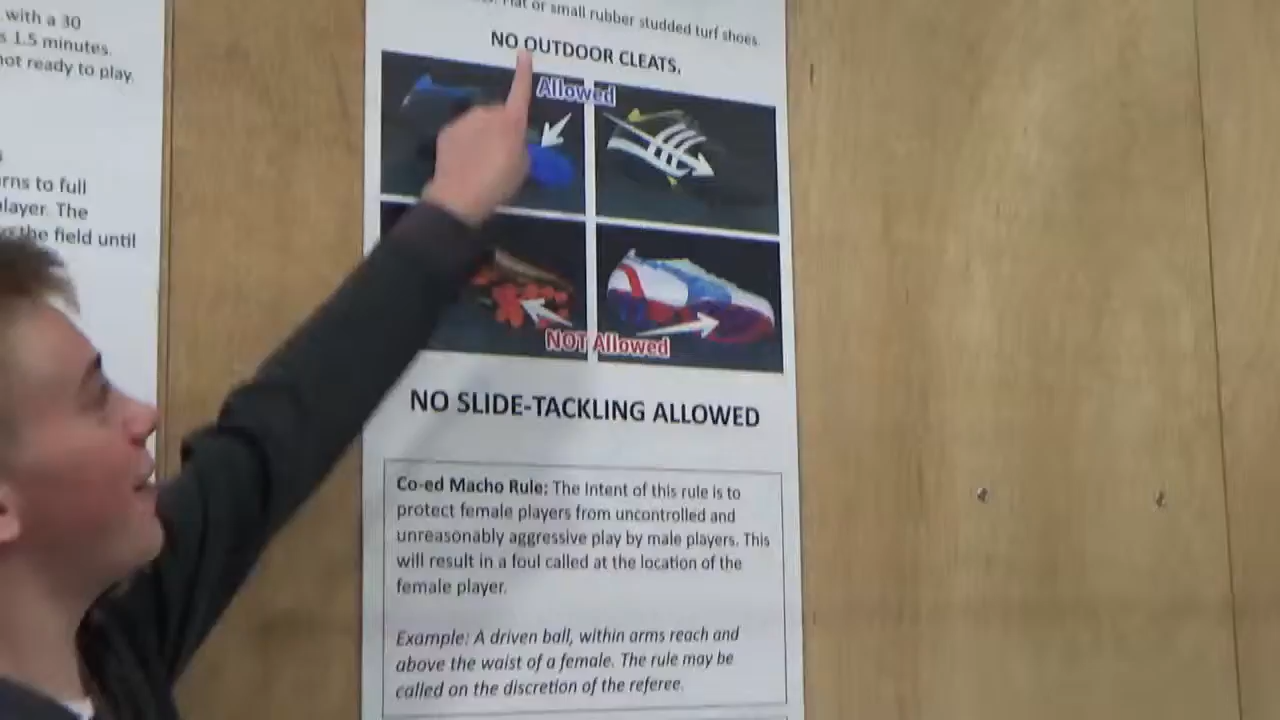 with a 30
1.5 minutes.
not ready to play.
rns to full
layer. The
the field until
or small rubber studded turf shoes.
NO OUTDOOR CLEATS.
Allowed
NOT Allowed
NO SLIDE-TACKLING ALLOWED
Co-ed Macho Rule: The Intent of this rule is to
protect female players from uncontrolled and
unreasonably aggressive play by male players. This
will result in a foul called at the location of the
female player.
Example: A driven ball, within arms reach and
above the waist of a female. The rule may be
called on the discretion of the referee.